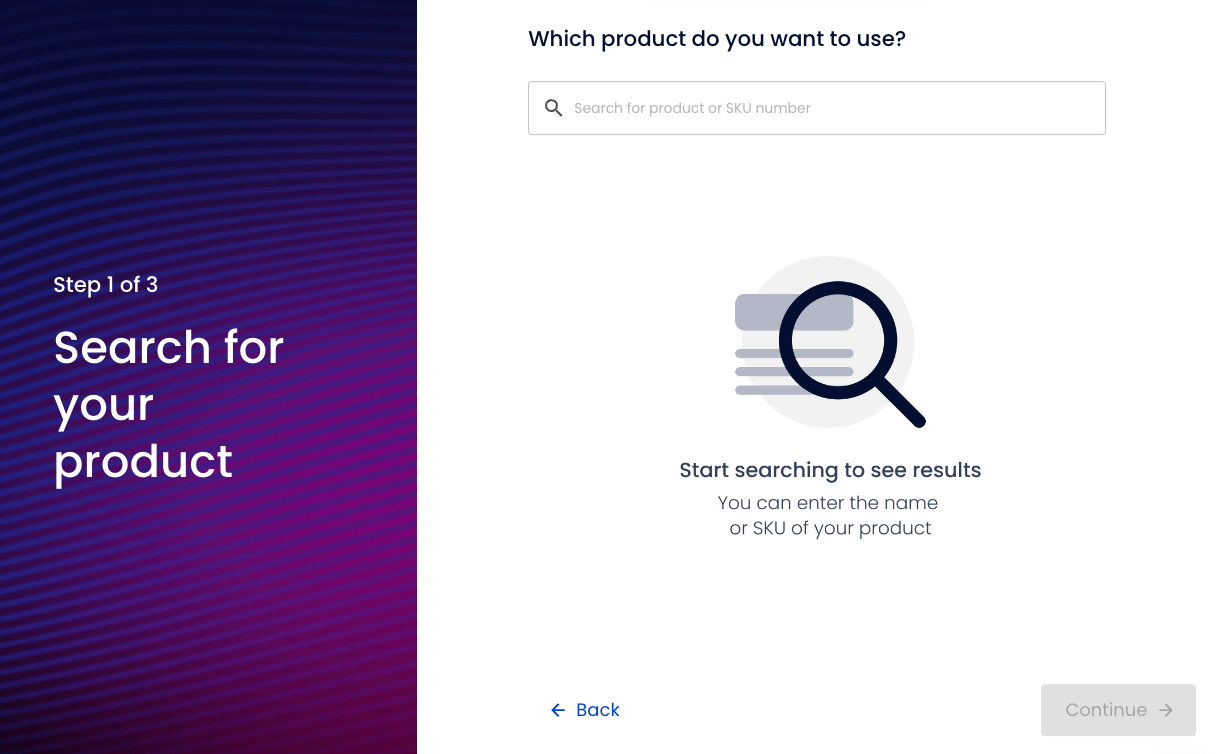 Step 1 of 3
Search for
your
product
Which product do you want to use?
Search for product or SKU number
Start searching to see results
You can enter the name
or SKU of your product
Back
Continue